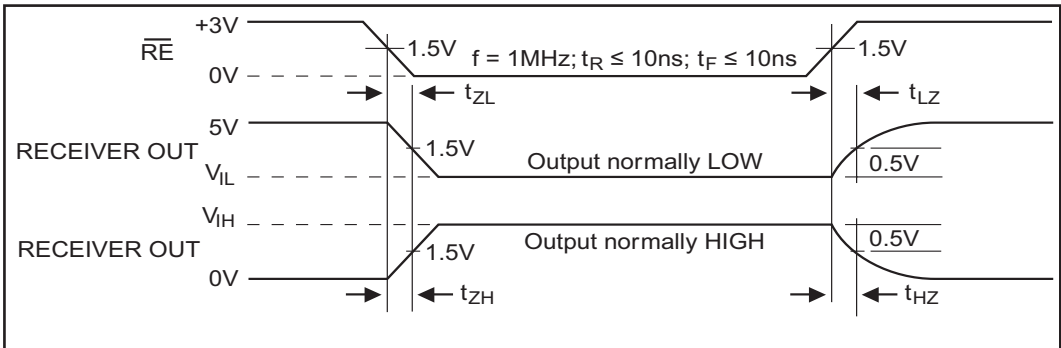 +3V
RE
1.5V
f = 1MHz; tR ≤ 10ns; tF ≤ 10ns
1.5V
0V
tZL
tLZ
5V
RECEIVER OUT
1.5V
Output normally LOW
0.5V
VIL
VIH
RECEIVER OUT
1.5V
Output normally HIGH
0.5V
0V
tZH
tHZ